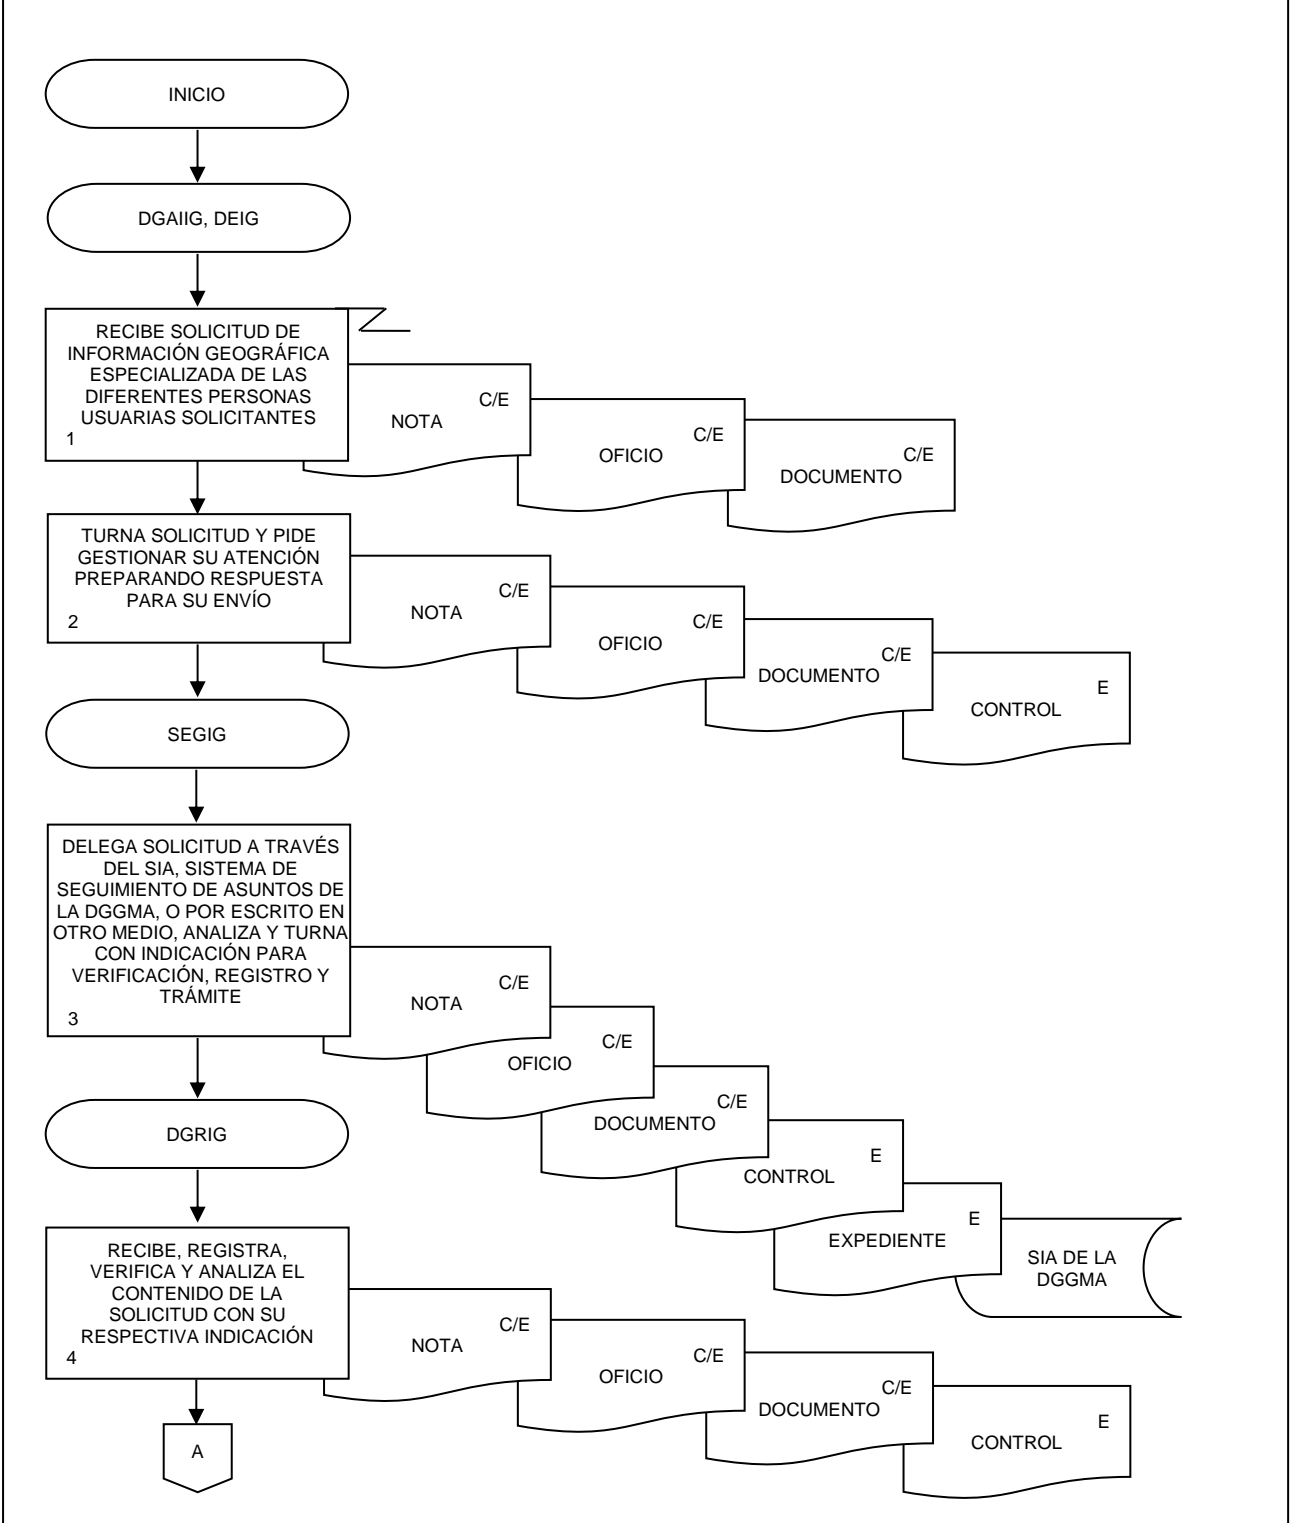 INICIO
DGAIIG, DEIG
RECIBE SOLICITUD DE
INFORMACIÓN GEOGRÁFICA
ESPECIALIZADA DE LAS
DIFERENTES PERSONAS
USUARIAS SOLICITANTES
1
C/E
NOTA
C/E
OFICIO
C/E
DOCUMENTO
TURNA SOLICITUD Y PIDE
GESTIONAR SU ATENCIÓN
PREPARANDO RESPUESTA
PARA SU ENVÍO
2
C/E
NOTA
C/E
OFICIO
C/E
DOCUMENTO
E
CONTROL
SEGIG
DELEGA SOLICITUD A TRAVÉS
DEL SIA, SISTEMA DE
SEGUIMIENTO DE ASUNTOS DE
LA DGGMA, O POR ESCRITO EN
OTRO MEDIO, ANALIZA Y TURNA
CON INDICACIÓN PARA
VERIFICACIÓN, REGISTRO Y
TRÁMITE
3
C/E
NOTA
C/E
OFICIO
C/E
DOCUMENTO
E
CONTROL
E
EXPEDIENTE
SIA DE LA
DGGMA
DGRIG
RECIBE, REGISTRA,
VERIFICA Y ANALIZA EL
CONTENIDO DE LA
SOLICITUD CON SU
RESPECTIVA INDICACIÓN
4
C/E
NOTA
C/E
OFICIO
C/E
DOCUMENTO
E
CONTROL
A